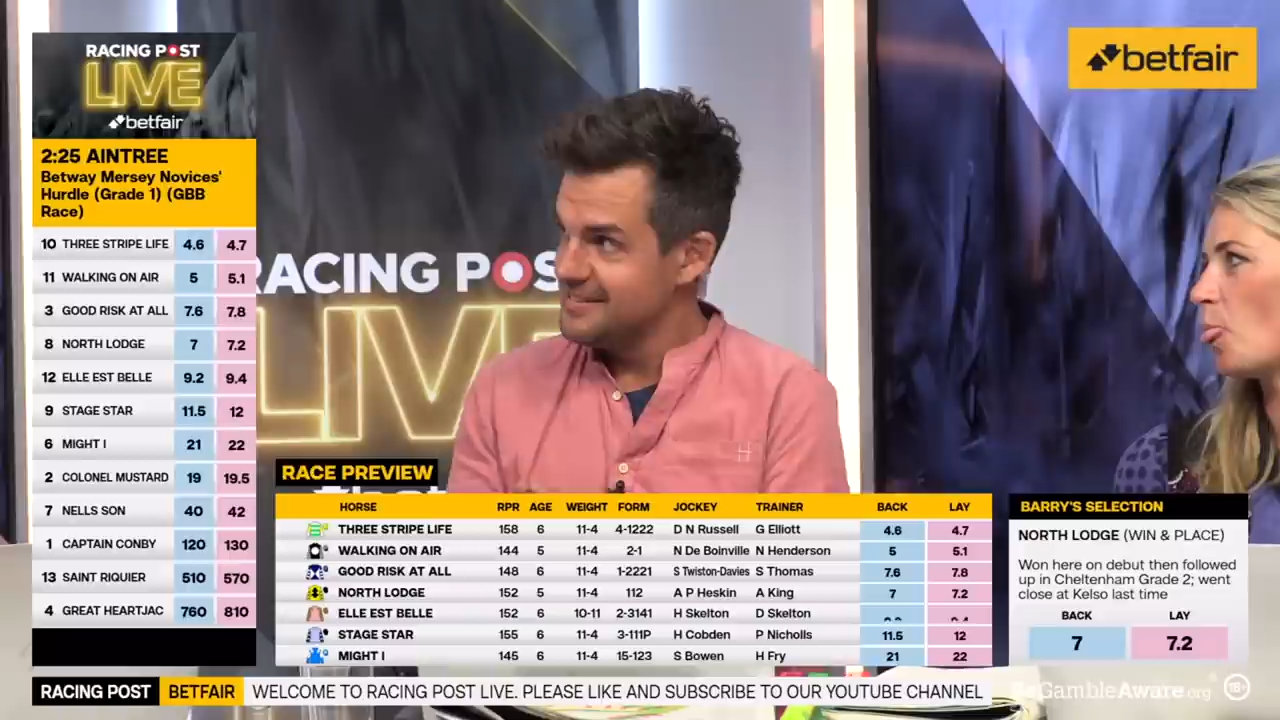 RACING POST
LIVE
betfair
2:25 AINTREE
Betway Mersey Novices'
Hurdle (Grade 1) (GBB
Race)
10 THREE STRIPE LIFE 4.6 4.7
11 WALKING ON AIR 5 5.1
3 GOOD RISK AT ALL 7.6 7.8
8 NORTH LODGE 7 7.2
12 ELLE EST BELLE 9.2 9.4
9 STAGE STAR 11.5 12
6 MIGHT I 21 22
2 COLONEL MUSTARD 19 19.5
7 NELLS SON 40 42
1 CAPTAIN CONBY 120 130
13 SAINT RIQUIER 510 570
4 GREAT HEARTJAC 760 810
betfair
RACING POS
LIVE
H
RACE PREVIEW
HORSE RPR AGE WEIGHT FORM JOCKEY TRAINER BACK LAY
THREE STRIPE LIFE 158 6 11-4 4-1222 D N Russell G Elliott 4.6 4.7
WALKING ON AIR 144 5 11-4 2-1 N De Boinville N Henderson 5 5.1
GOOD RISK AT ALL 148 6 11-4 1-2221 S Twiston-Davies S Thomas 7.6 7.8
NORTH LODGE 152 5 11-4 112 A P Heskin A King 7 7.2
ELLE EST BELLE 152 6 10-11 2-3141 H Skelton D Skelton
STAGE STAR 155 6 11-4 3-111P H Cobden P Nicholls 11.5 12
MIGHT I 145 6 11-4 15-123 S Bowen H Fry 21 22
BARRY'S SELECTION
NORTH LODGE (WIN & PLACE)
Won here on debut then followed
up in Cheltenham Grade 2; went
close at Kelso last time
BACK LAY
7 7.2
RACING POST BETFAIR WELCOME TO RACING POST LIVE. PLEASE LIKE AND SUBSCRIBE TO OUR YOUTUBE CHANNEL
BeGambleAware.org 18+